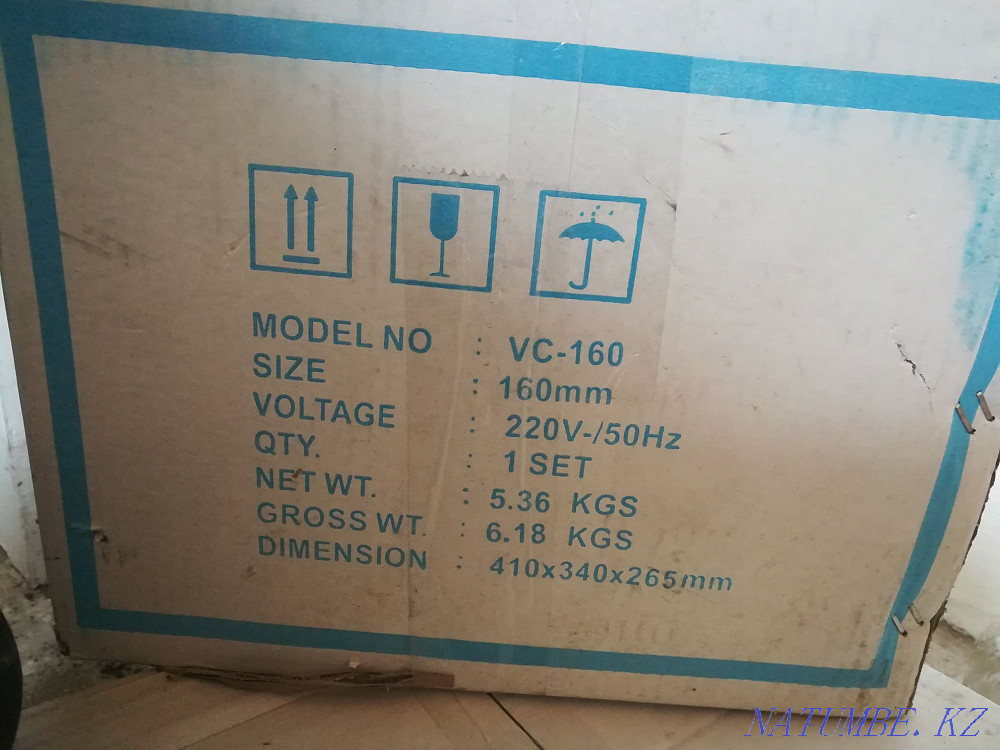 MODEL NO : VC-160
SIZE : 160mm
VOLTAGE : 220V-/50Hz
QTY. : 1 SET
NET WT. : 5.36 KGS
GROSS WT. : 6.18 KGS
DIMENSION : 410x340x265mm
NATUMBE. KZ